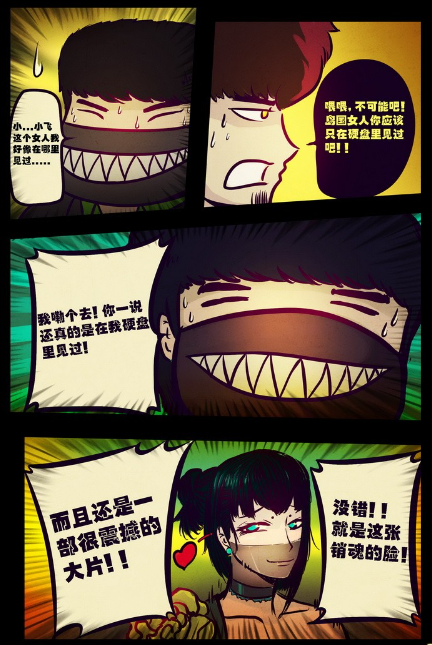 小...小飞
这个女人我
好像在哪里
见过.....
喂喂，不可能吧！
岛国女人你应该
只在硬盘里见过
吧！！
我嘞个去！你一说
还真的是在我硬盘
里见过！
而且还是一
部很震撼的
大片！！
没错！！
就是这张
销魂的脸！